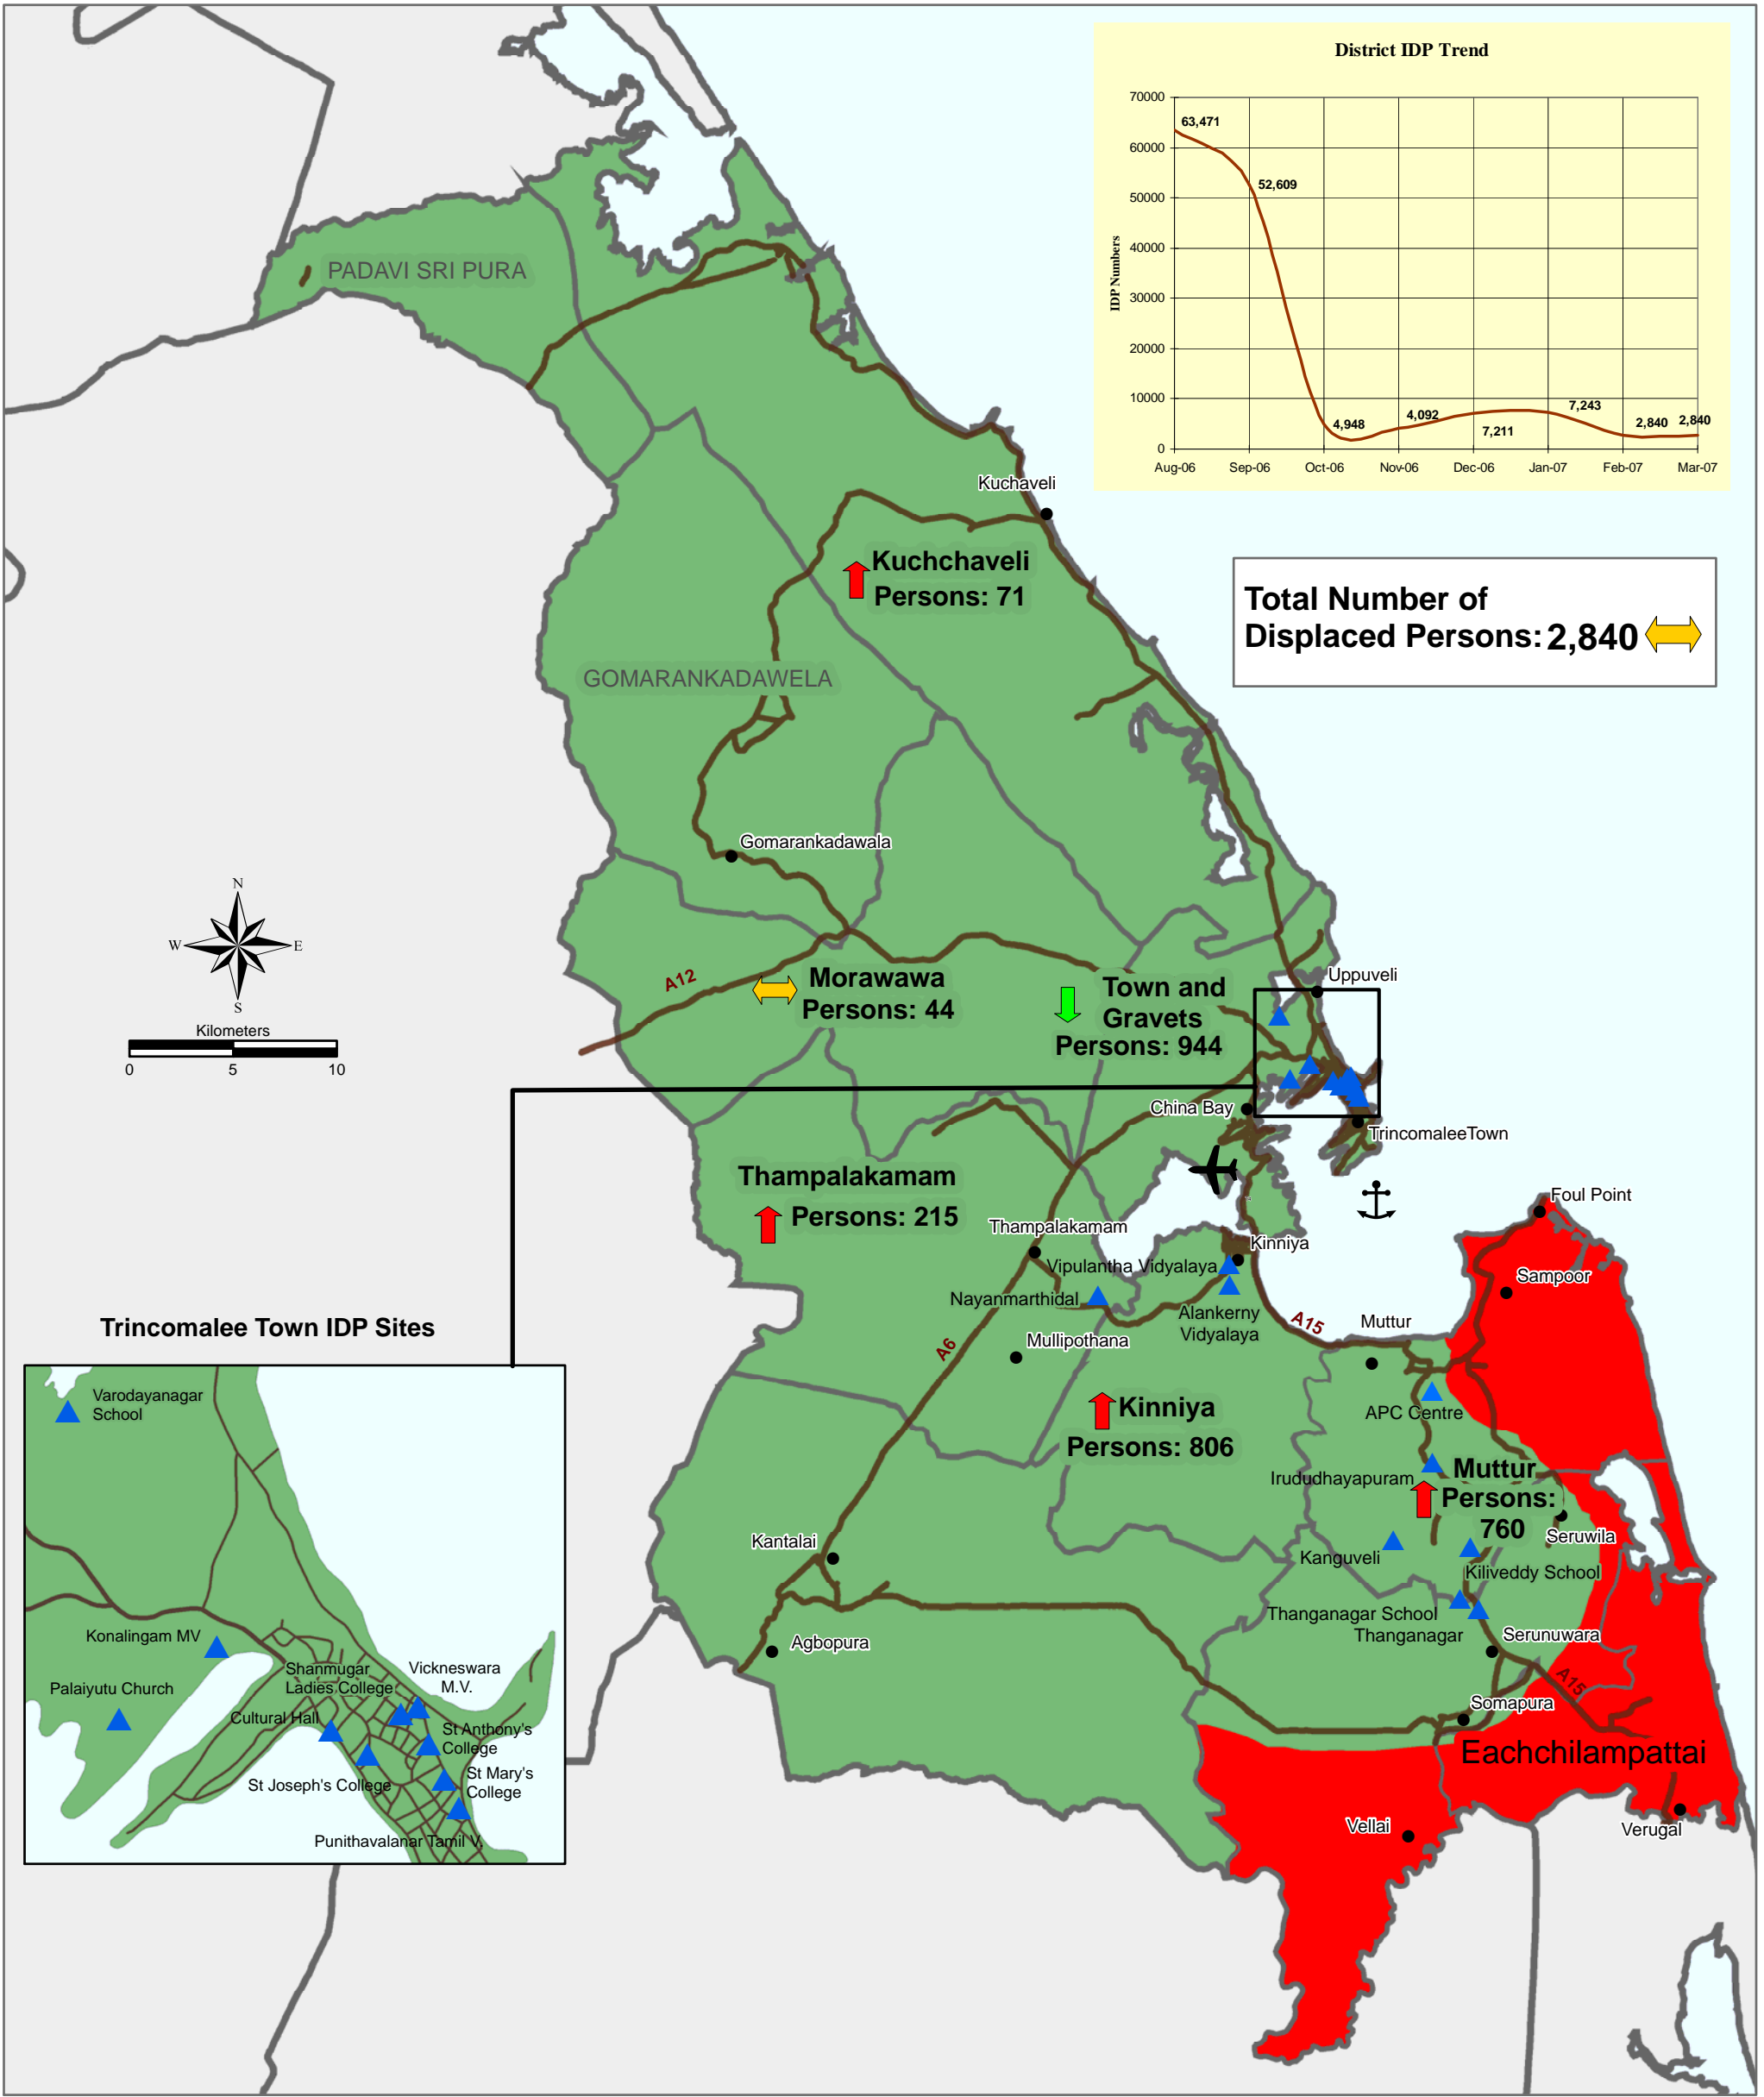 District IDP Trend
IDP Numbers
70000
60000
50000
40000
30000
20000
10000
0
63,471
52,609
4,948
4,092
7,211
7,243
2,840
2,840
Aug-06
Sep-06
Oct-06
Nov-06
Dec-06
Jan-07
Feb-07
Mar-07
PADAVI SRI PURA
Kuchaveli
Kuchchaveli
Persons: 71
Total Number of
Displaced Persons: 2,840
GOMARANKADAWELA
Gomarankadawala
N
W
E
S
Kilometers
0 5 10
A12
Morawawa
Persons: 44
Town and
Gravets
Persons: 944
Uppuveli
China Bay
TrincomaleeTown
Thampalakamam
Persons: 215
Thampalakamam
Foul Point
Kinniya
Vipulantha Vidyalaya
Sampoor
Nayanmarthidal
Alankerny
Vidyalaya
A15
Muttur
Mullipothana
A6
Kinniya
Persons: 806
APC Centre
Irududhayapuram
Muttur
Persons:
760
Seruwila
Kantalai
Kanguveli
Kiliveddy School
Thanganagar School
Thanganagar
Serunuwara
Agbopura
A15
Somapura
Eachchilampattai
Vellai
Verugal
Trincomalee Town IDP Sites
Varodayanagar
School
Konalingam MV
Shanmugar
Ladies College
Vickneswara
M.V.
Palaiyutu Church
Cultural Hall
St Anthony's
College
St Joseph's College
St Mary's
College
Punithavalanar Tamil V.